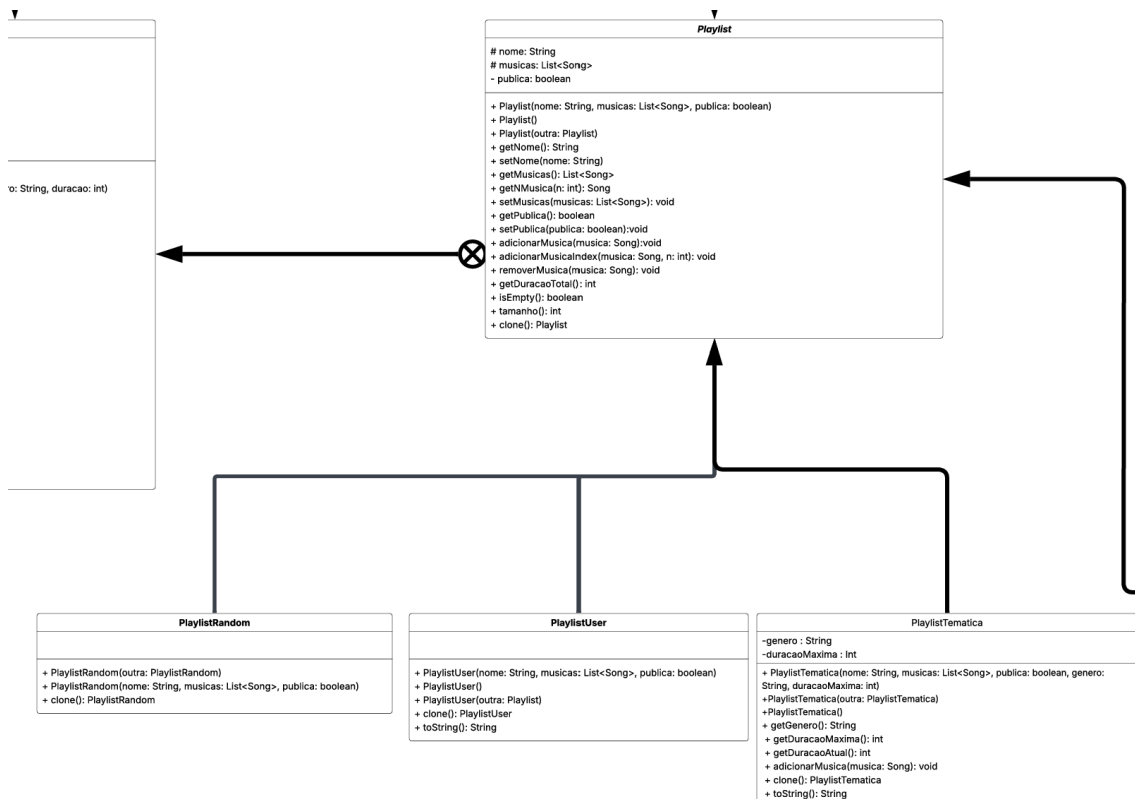 Playlist
# nome: String
# musicas: List<Song>
- publica: boolean
+ Playlist(nome: String, musicas: List<Song>, publica: boolean)
+ Playlist()
+ Playlist(outra: Playlist)
+ getNome(): String
+ setNome(nome: String)
+ getMusicas(): List<Song>
+ getNMusica(n: int): Song
+ setMusicas(musicas: List<Song>): void
+ getPublica(): boolean
+ setPublica(publica: boolean):void
+ adicionarMusica(musica: Song):void
+ adicionarMusicaIndex(musica: Song, n: int): void
+ removerMusica(musica: Song): void
+ getDuracaoTotal(): int
+ isEmpty(): boolean
+ tamanho(): int
+ clone(): Playlist
ro: String, duracao: int)
PlaylistRandom
+ PlaylistRandom(outra: PlaylistRandom)
+ PlaylistRandom(nome: String, musicas: List<Song>, publica: boolean)
+ clone(): PlaylistRandom
PlaylistUser
+ PlaylistUser(nome: String, musicas: List<Song>, publica: boolean)
+ PlaylistUser()
+ PlaylistUser(outra: Playlist)
+ clone(): PlaylistUser
+ toString(): String
PlaylistTematica
-genero : String
-duracaoMaxima : Int
+ PlaylistTematica(nome: String, musicas: List<Song>, publica: boolean, genero:
String, duracaoMaxima: int)
+PlaylistTematica(outra: PlaylistTematica)
+PlaylistTematica()
+ getGenero(): String
+ getDuracaoMaxima(): int
+ getDuracaoAtual(): int
+ adicionarMusica(musica: Song): void
+ clone(): PlaylistTematica
+ toString(): String